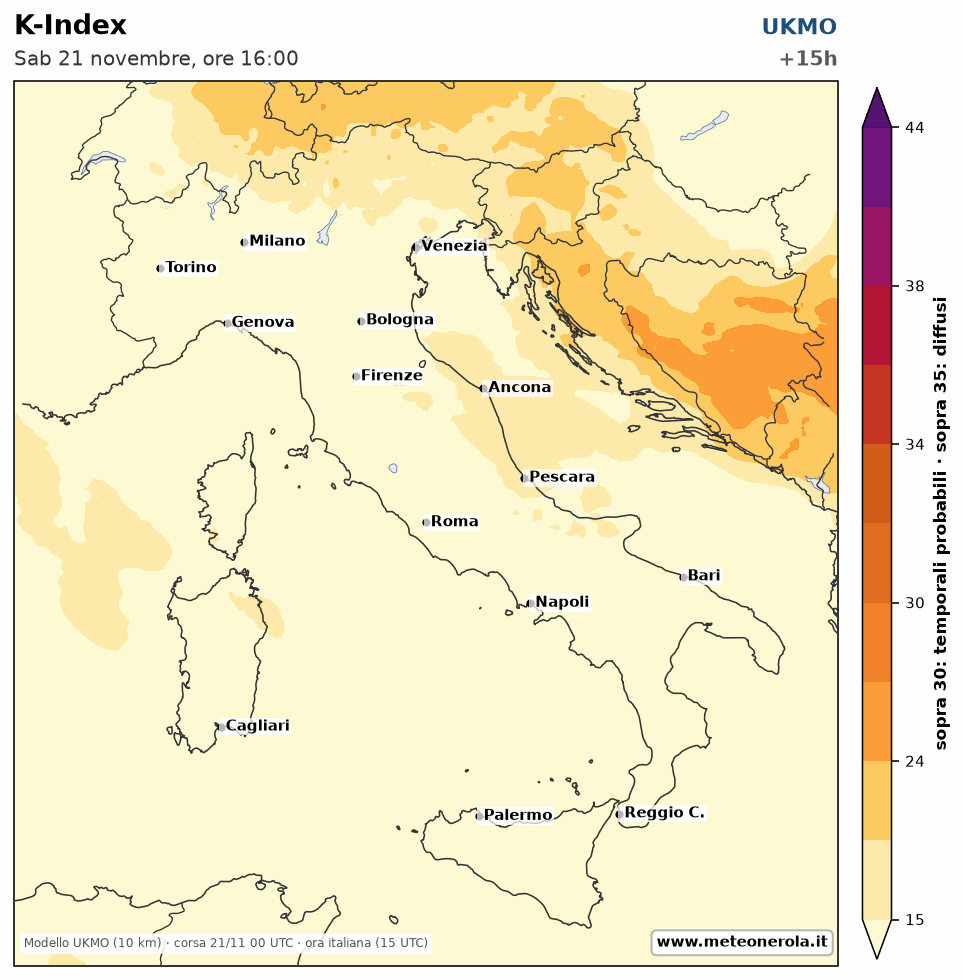 K-Index
UKMO
Sab 21 novembre, ore 16:00
+15h
Milano
Venezia
Torino
Genova
Bologna
Firenze
Ancona
Pescara
Roma
Bari
Napoli
Cagliari
Palermo
Reggio C.
44
38
34
30
24
15
sopra 30: temporali probabili · sopra 35: diffusi
Modello UKMO (10 km) · corsa 21/11 00 UTC · ora italiana (15 UTC)
www.meteonerola.it